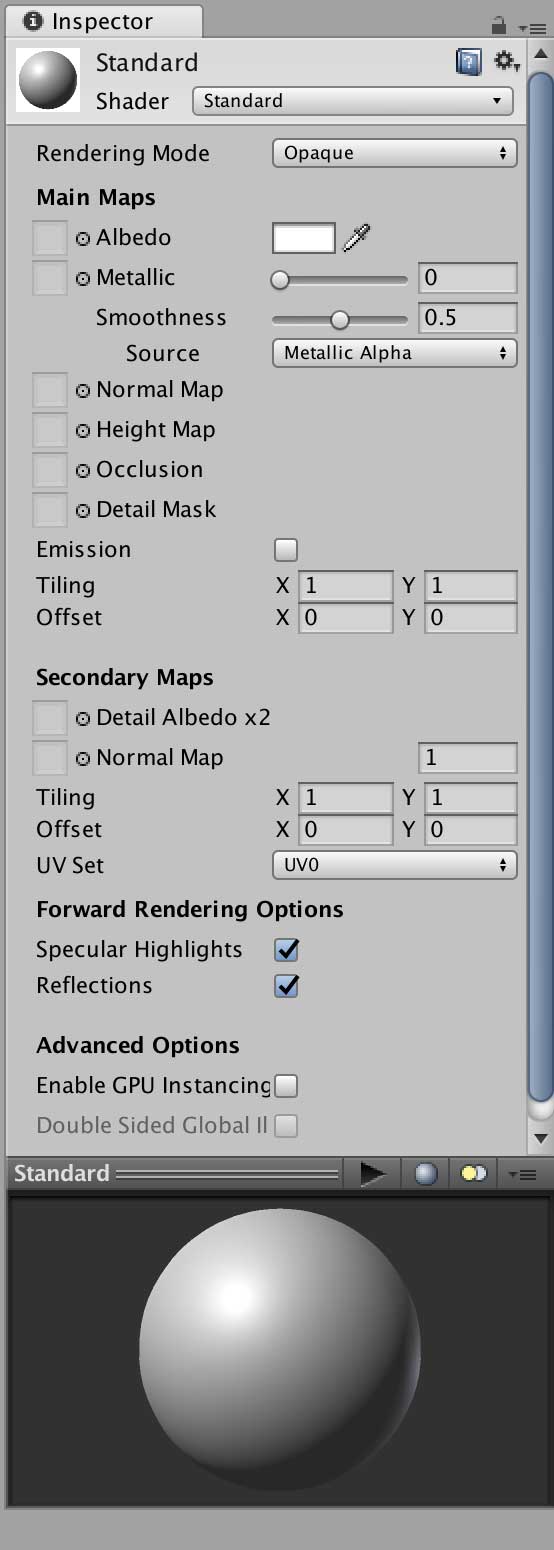 Inspector
Standard
Shader Standard
Rendering Mode Opaque
Main Maps
Albedo
Metallic 0
Smoothness 0.5
Source Metallic Alpha
Normal Map
Height Map
Occlusion
Detail Mask
Emission
Tiling X 1 Y 1
Offset X 0 Y 0
Secondary Maps
Detail Albedo x2
Normal Map 1
Tiling X 1 Y 1
Offset X 0 Y 0
UV Set UV0
Forward Rendering Options
Specular Highlights
Reflections
Advanced Options
Enable GPU Instancing
Double Sided Global Il
Standard